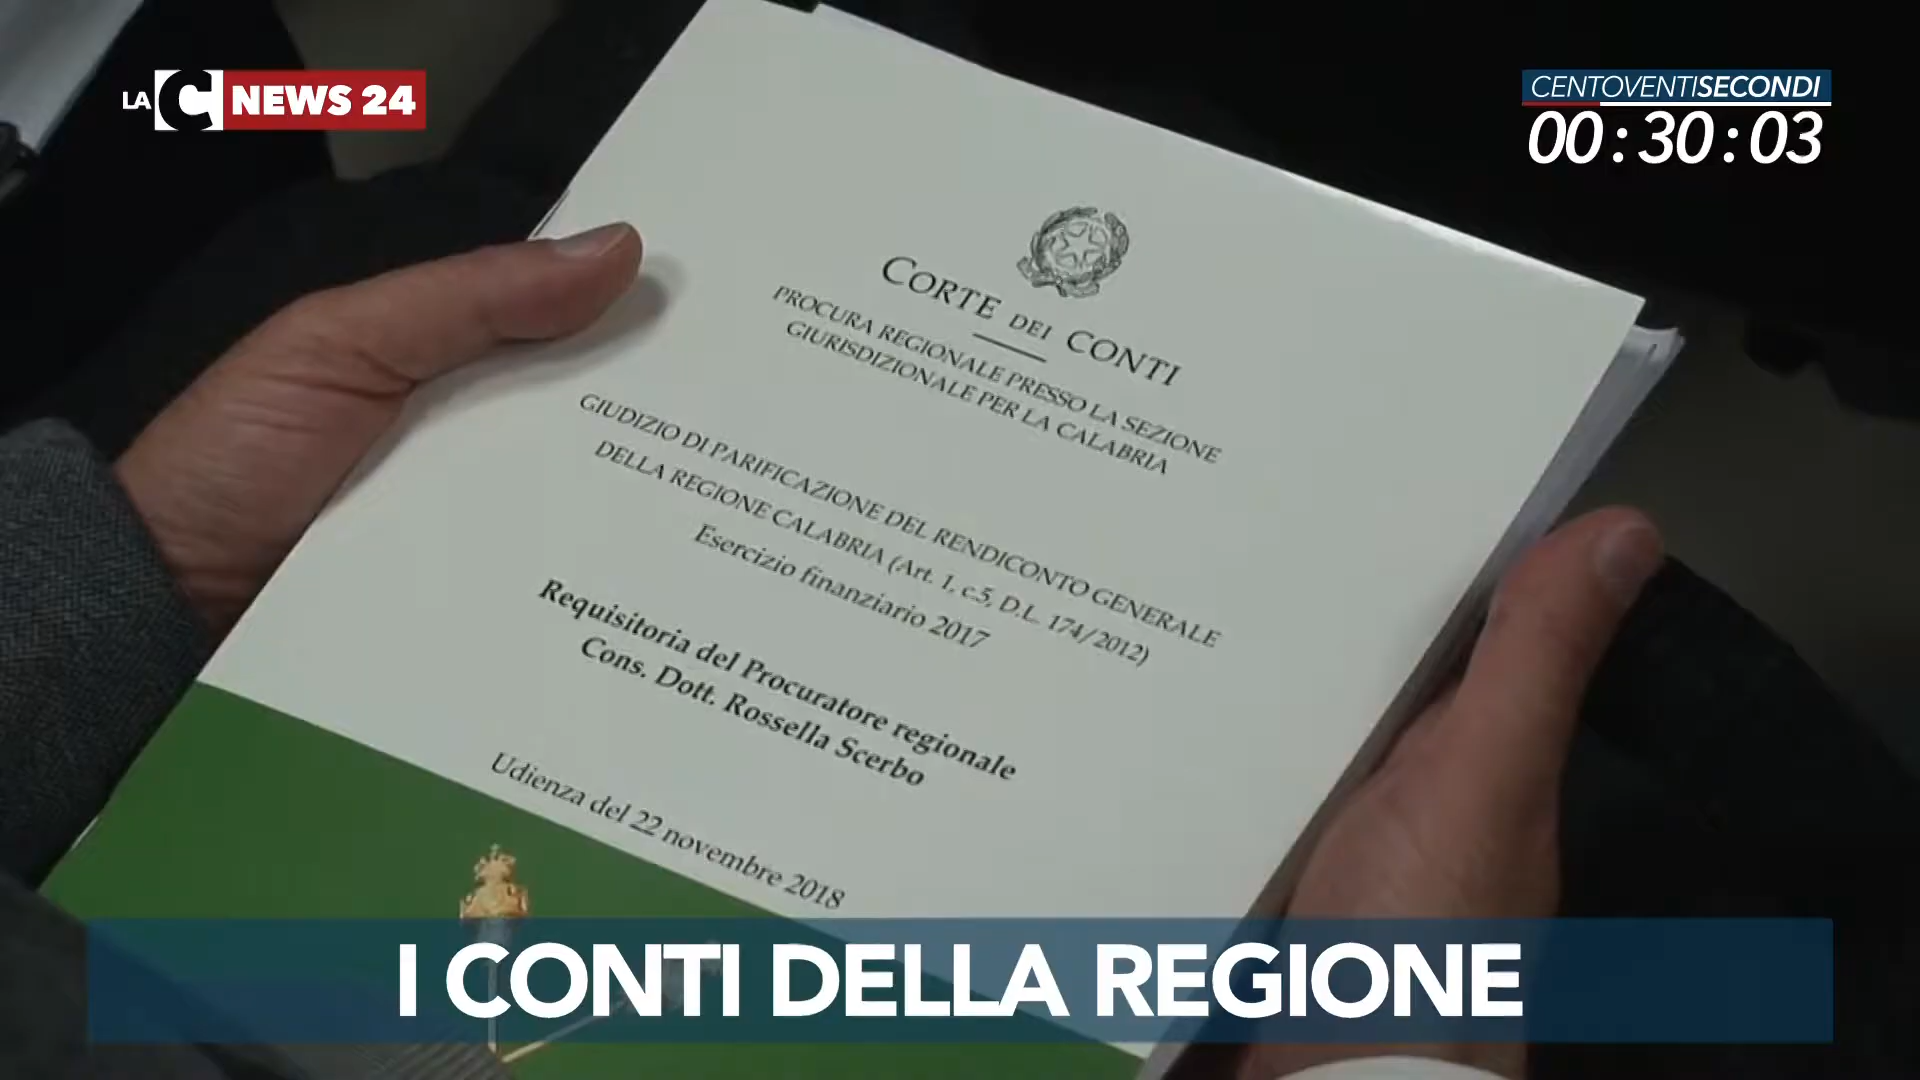 LA C NEWS 24
CENTOVENTISECONDI
00:30:03
CORTE DEI CONTI
PROCURA REGIONALE PRESSO LA SEZIONE
GIURISDIZIONALE PER LA CALABRIA
GIUDIZIO DI PARIFICAZIONE DEL RENDICONTO GENERALE
DELLA REGIONE CALABRIA (Art. 1, c.5, D.L. 174/2012)
Esercizio finanziario 2017
Requisitoria del Procuratore regionale
Cons. Dott. Rossella Scerbo
Udienza del 22 novembre 2018
I CONTI DELLA REGIONE